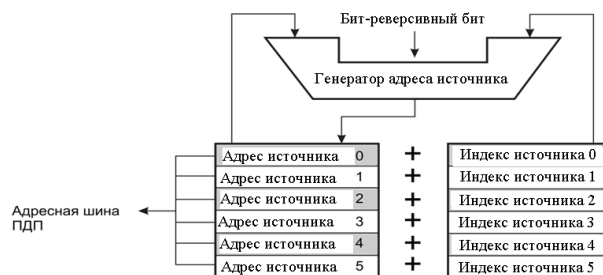 Бит-реверсивный бит
Генератор адреса источника
Адрес источника 0 + Индекс источника 0
Адрес источника 1 + Индекс источника 1
Адрес источника 2 + Индекс источника 2
Адрес источника 3 + Индекс источника 3
Адрес источника 4 + Индекс источника 4
Адрес источника 5 + Индекс источника 5
Адресная шина
ПДП